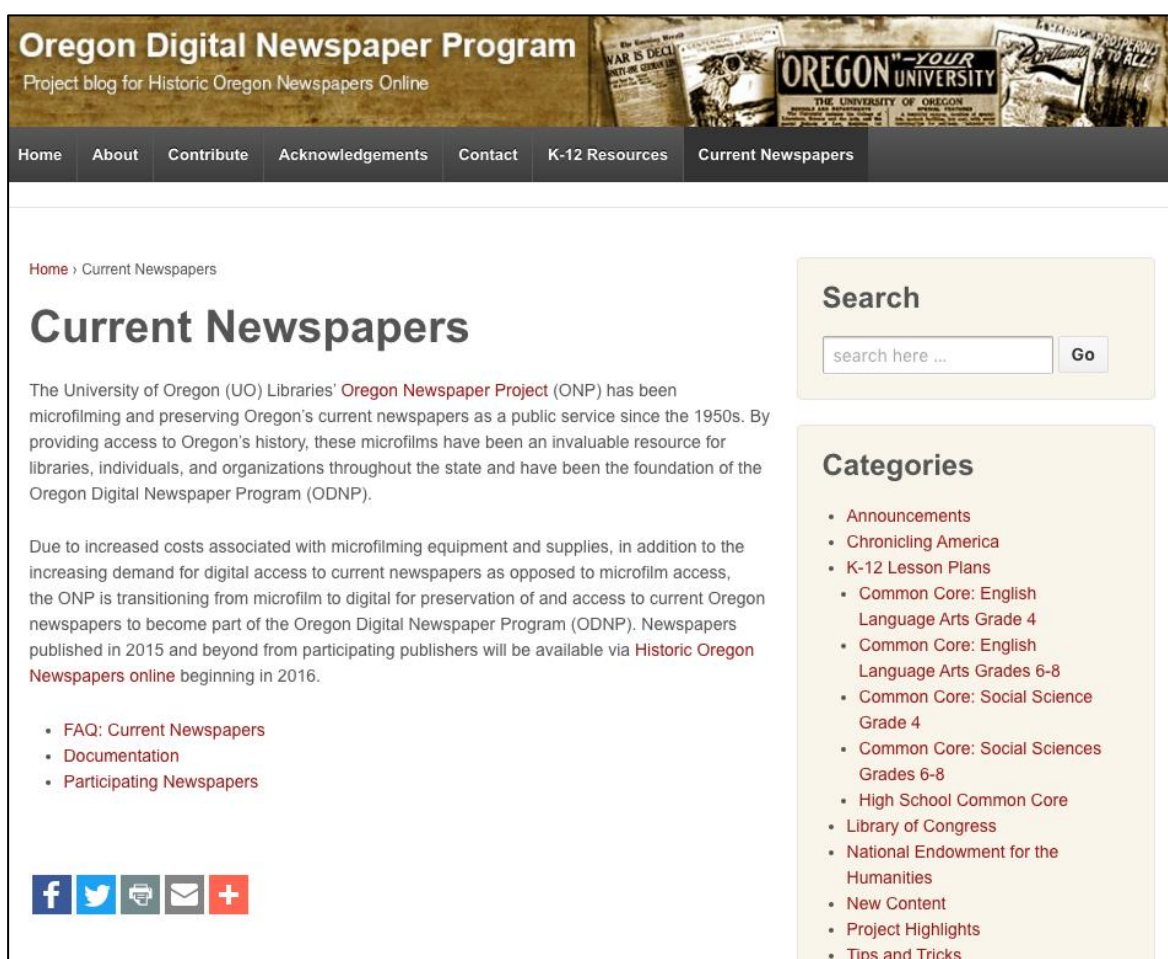 Oregon Digital Newspaper Program
Project blog for Historic Oregon Newspapers Online
"OREGON"-YOUR
UNIVERSITY
THE UNIVERSITY OF OREGON
Home About Contribute Acknowledgements Contact K-12 Resources Current Newspapers
Home › Current Newspapers
Current Newspapers
The University of Oregon (UO) Libraries' Oregon Newspaper Project (ONP) has been
microfilming and preserving Oregon's current newspapers as a public service since the 1950s. By
providing access to Oregon's history, these microfilms have been an invaluable resource for
libraries, individuals, and organizations throughout the state and have been the foundation of the
Oregon Digital Newspaper Program (ODNP).
Due to increased costs associated with microfilming equipment and supplies, in addition to the
increasing demand for digital access to current newspapers as opposed to microfilm access,
the ONP is transitioning from microfilm to digital for preservation of and access to current Oregon
newspapers to become part of the Oregon Digital Newspaper Program (ODNP). Newspapers
published in 2015 and beyond from participating publishers will be available via Historic Oregon
Newspapers online beginning in 2016.
• FAQ: Current Newspapers
• Documentation
• Participating Newspapers
Search
search here ... Go
Categories
• Announcements
• Chronicling America
• K-12 Lesson Plans
• Common Core: English
Language Arts Grade 4
• Common Core: English
Language Arts Grades 6-8
• Common Core: Social Science
Grade 4
• Common Core: Social Sciences
Grades 6-8
• High School Common Core
• Library of Congress
• National Endowment for the
Humanities
• New Content
• Project Highlights
• Tips and Tricks